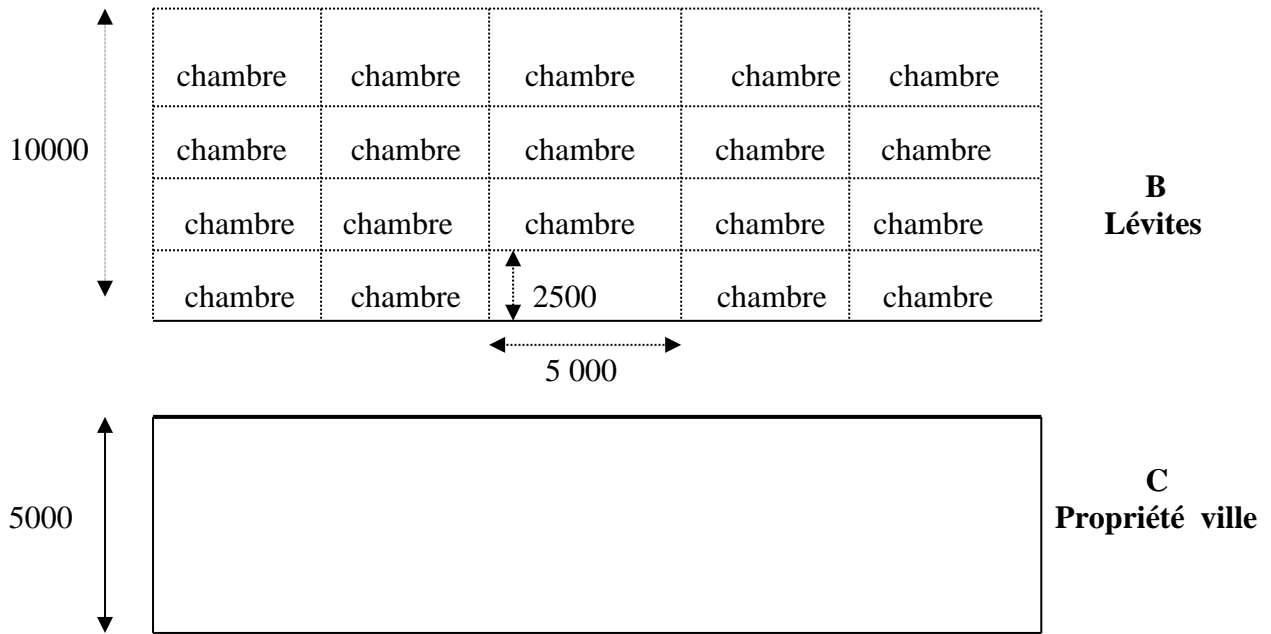 chambre chambre chambre chambre chambre
10000 chambre chambre chambre chambre chambre
B
Lévites
chambre chambre chambre chambre chambre
chambre chambre 2500 chambre chambre
5 000
C
5000
Propriété ville